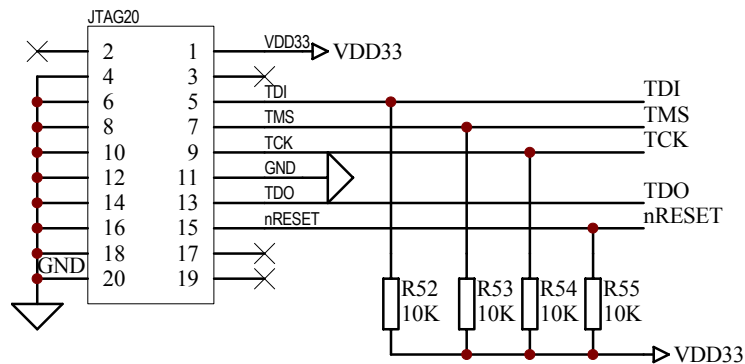 JTAG20
2 1 VDD33 VDD33
4 3
6 5 TDI TDI
8 7 TMS TMS
10 9 TCK TCK
12 11 GND
14 13 TDO TDO
16 15 nRESET nRESET
18 17
GND
20 19
R52 R53 R54 R55
10K 10K 10K 10K
VDD33